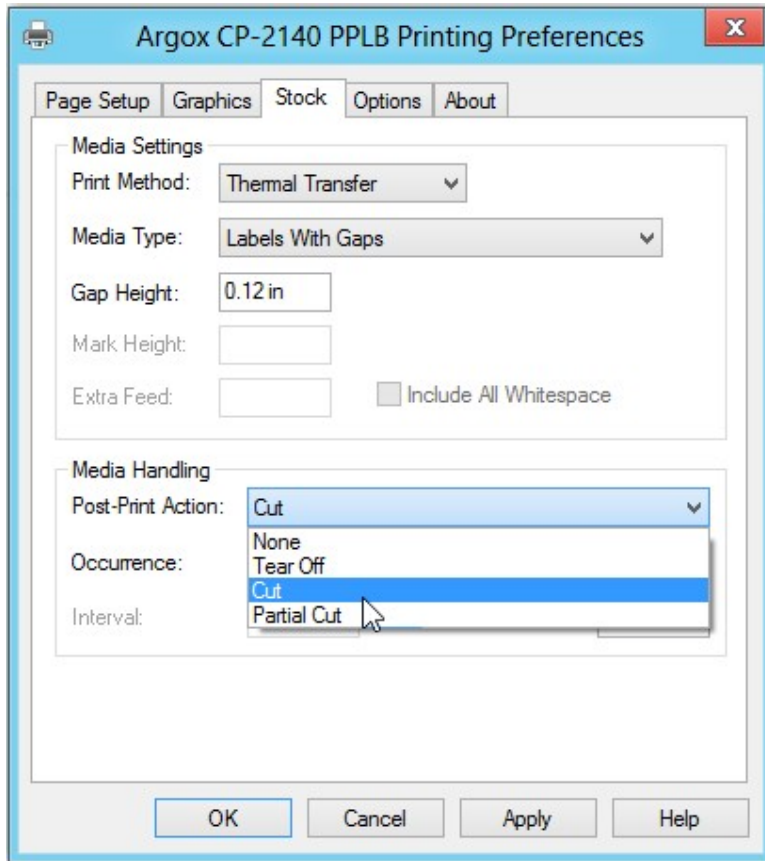 Argox CP-2140 PPLB Printing Preferences
x
Page Setup Graphics Stock Options About
Media Settings
Print Method: Thermal Transfer
Media Type: Labels With Gaps
Gap Height: 0.12 in
Mark Height:
Extra Feed: Include All Whitespace
Media Handling
Post-Print Action: Cut
None
Occurrence: Tear Off
Cut
Interval: Partial Cut
OK Cancel Apply Help